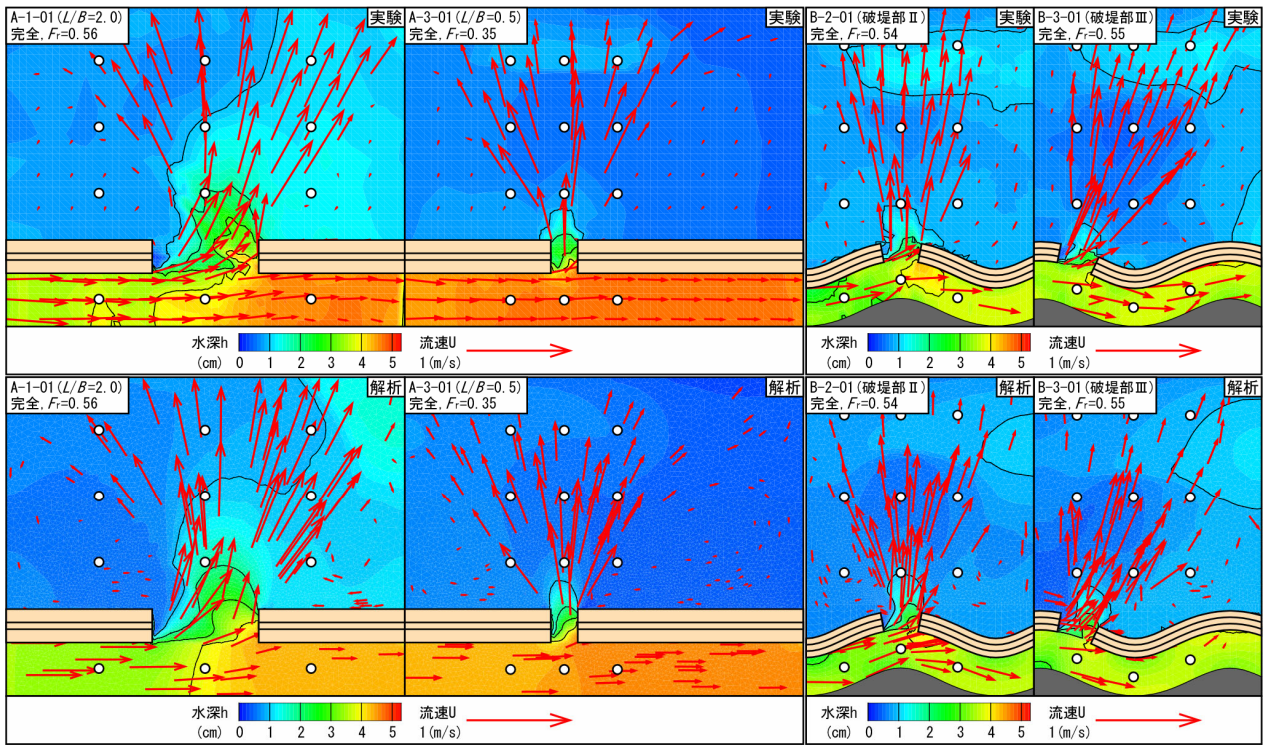 A-1-01(L/B=2.0)
完全, Fr=0.56
実験
A-3-01(L/B=0.5)
完全, Fr=0.35
実験
B-2-01(破堤部Ⅱ)
完全, Fr=0.54
実験
B-3-01(破堤部Ⅲ)
完全, Fr=0.55
実験
水深h
(cm) 0 1 2 3 4 5
流速U
1(m/s)
水深h
(cm) 0 1 2 3 4 5
流速U
1(m/s)
A-1-01(L/B=2.0)
完全, Fr=0.56
解析
A-3-01(L/B=0.5)
完全, Fr=0.35
解析
B-2-01(破堤部Ⅱ)
完全, Fr=0.54
解析
B-3-01(破堤部Ⅲ)
完全, Fr=0.55
解析
水深h
(cm) 0 1 2 3 4 5
流速U
1(m/s)
水深h
(cm) 0 1 2 3 4 5
流速U
1(m/s)